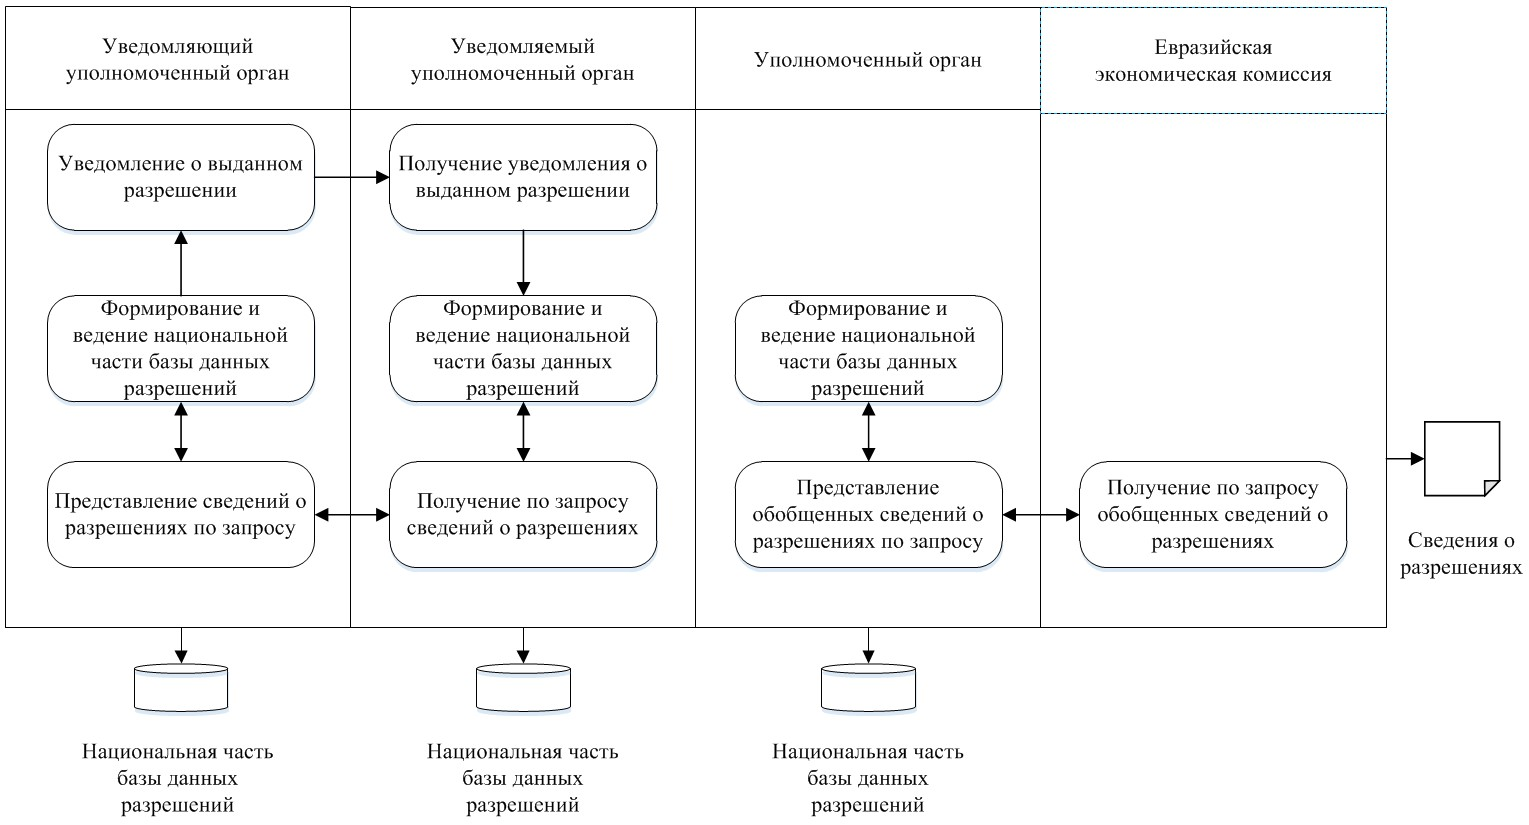 Уведомляющий
уполномоченный орган
Уведомляемый
уполномоченный орган
Уполномоченный орган
Евразийская
экономическая комиссия
Уведомление о выданном
разрешении
Получение уведомления о
выданном разрешении
Формирование и
ведение национальной
части базы данных
разрешений
Формирование и
ведение национальной
части базы данных
разрешений
Формирование и
ведение национальной
части базы данных
разрешений
Представление сведений о
разрешениях по запросу
Получение по запросу
сведений о разрешениях
Представление
обобщенных сведений о
разрешениях по запросу
Получение по запросу
обобщенных сведений о
разрешениях
Сведения о
разрешениях
Национальная часть
базы данных
разрешений
Национальная часть
базы данных
разрешений
Национальная часть
базы данных
разрешений